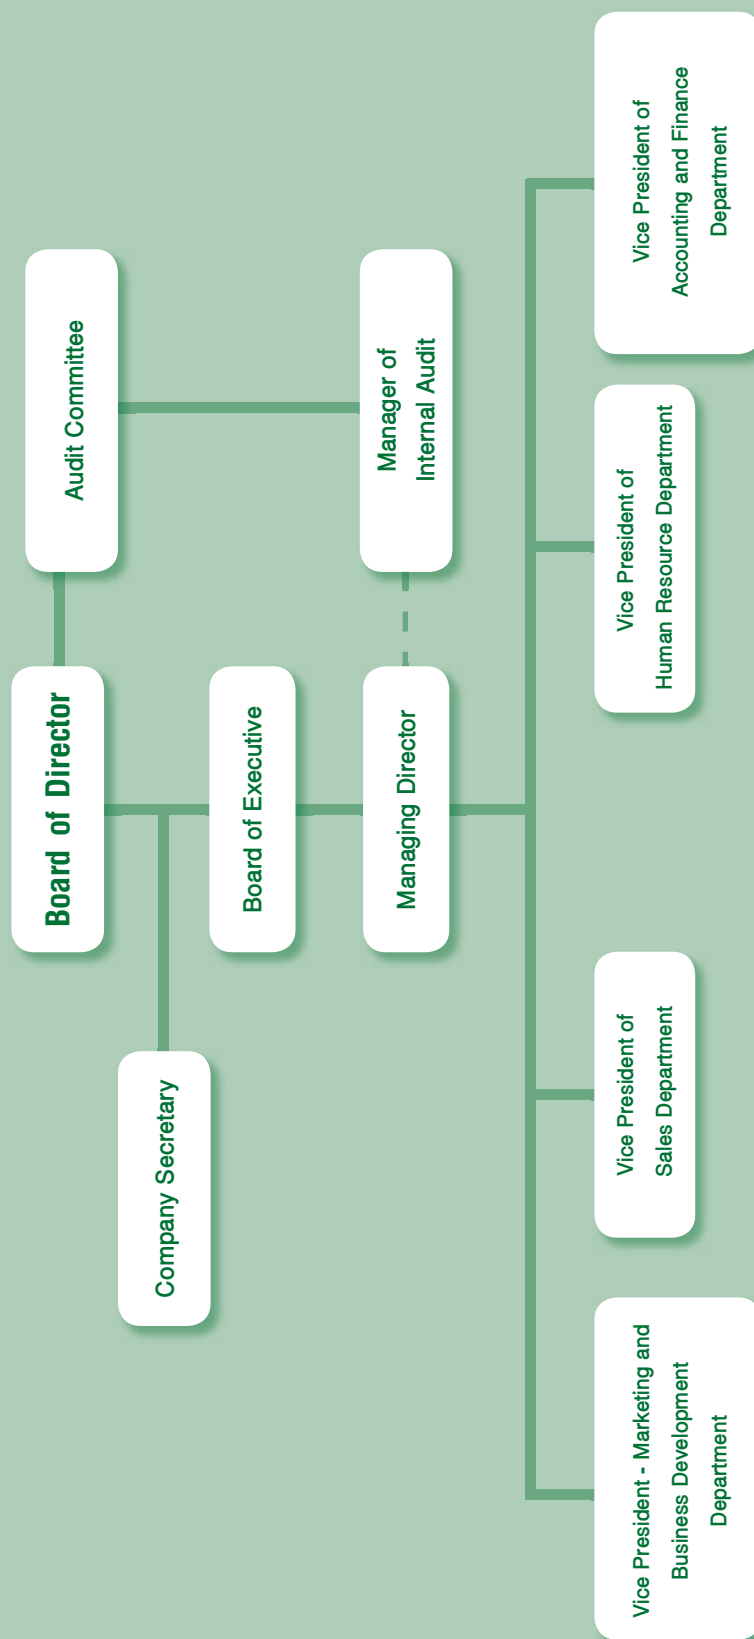 Board of Director
Audit Committee
Company Secretary
Board of Executive
Managing Director
Manager of
Internal Audit
Vice President - Marketing and
Business Development
Department
Vice President of
Sales Department
Vice President of
Human Resource Department
Vice President of
Accounting and Finance
Department